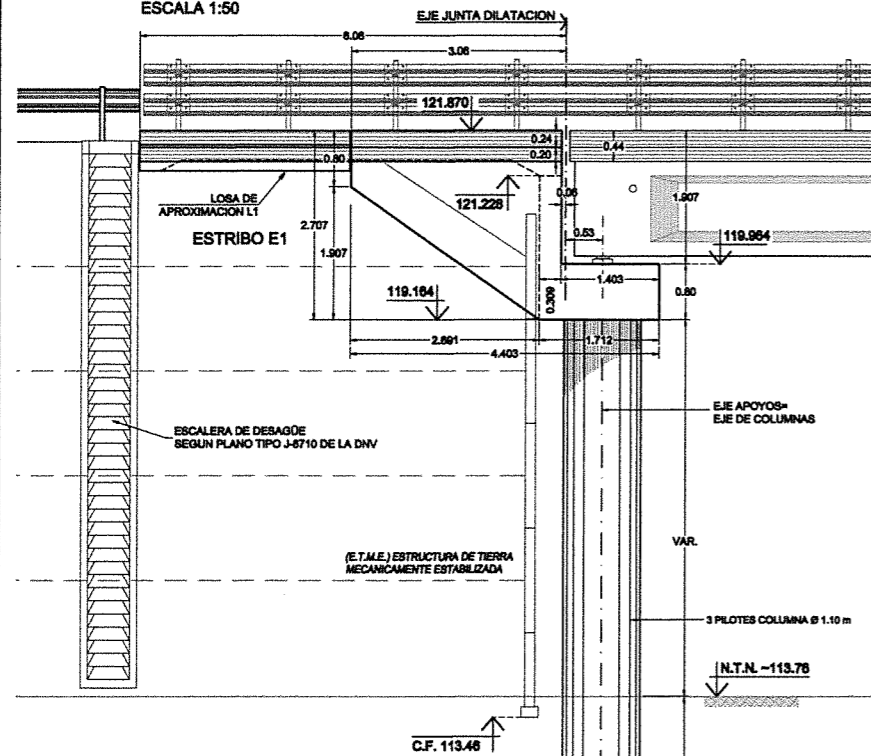 ESCALA 1:50
EJE JUNTA DILATACION
6.06
3.06
121.870
0.24
0.20
0.44
0.80
LOSA DE
APROXIMACION L1
121.226
0.06
1.907
ESTRIBO E1
2.707
1.907
0.53
119.964
1.403
119.164
0.309
0.80
2.691
1.712
4.403
EJE APOYOS=
EJE DE COLUMNAS
ESCALERA DE DESAGÜE
SEGUN PLANO TIPO J-6710 DE LA DNV
VAR.
(E.T.M.E.) ESTRUCTURA DE TIERRA
MECANICAMENTE ESTABILIZADA
3 PILOTES COLUMNA Ø 1.10 m
N.T.N. ~113.76
C.F. 113.46